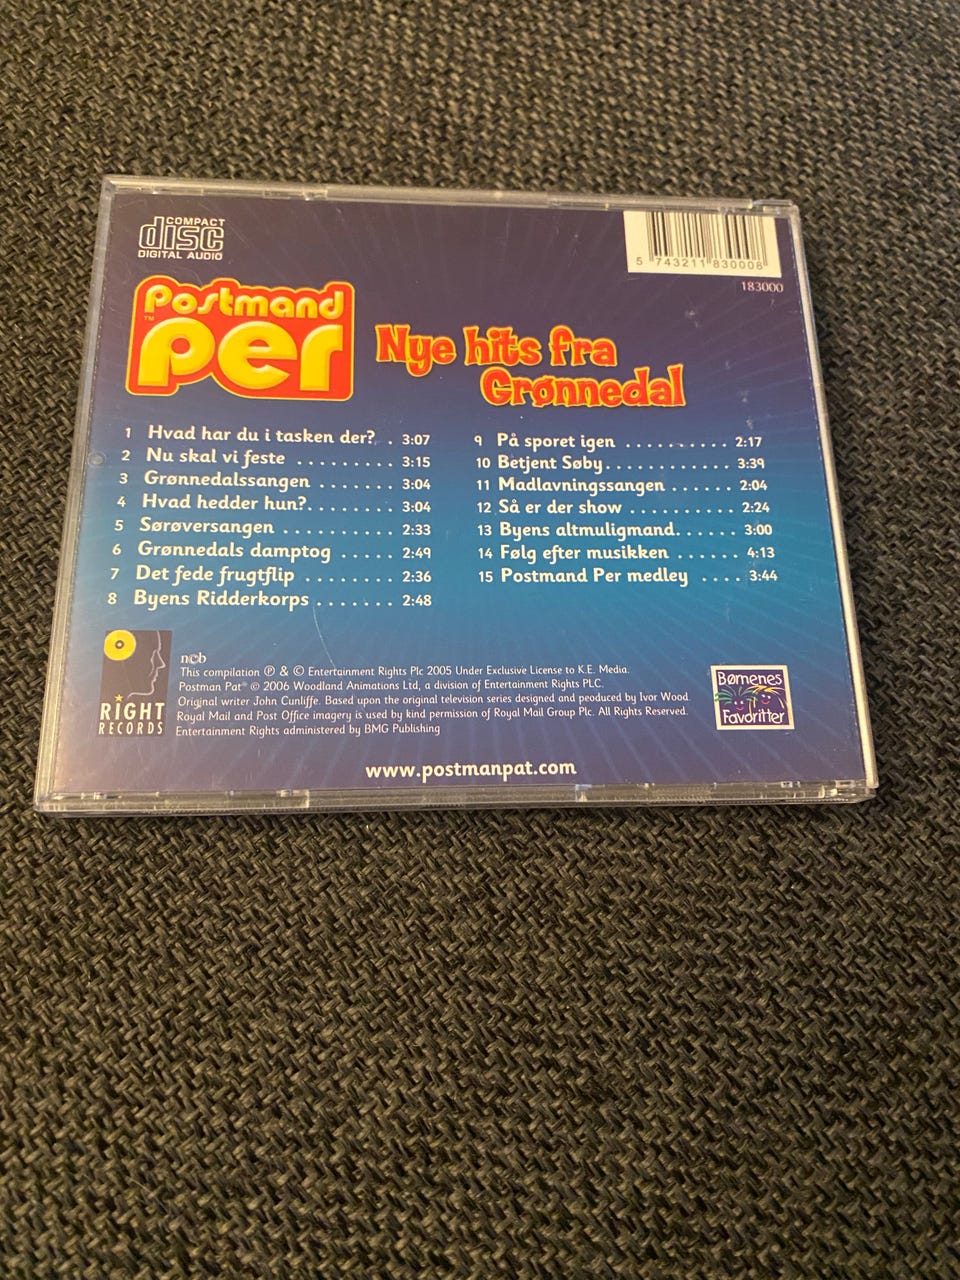 COMPACT
disc
DIGITAL AUDIO
5 743211 830008
183000
Postmand
™
per
Nye hits fra
Grønnedal
1 Hvad har du i tasken der? . 3:07
2 Nu skal vi feste ......... 3:15
3 Grønnedalssangen ....... 3:04
4 Hvad hedder hun?. ....... 3:04
5 Sørøversangen .......... 2:33
6 Grønnedals damptog ..... 2:49
7 Det fede frugtflip ........ 2:36
8 Byens Ridderkorps ....... 2:48
9 På sporet igen .......... 2:17
10 Betjent Søby........... 3:39
11 Madlavningssangen ...... 2:04
12 Så er der show ......... 2:24
13 Byens altmuligmand. ..... 3:00
14 Følg efter musikken ...... 4:13
15 Postmand Per medley .... 3:44
RIGHT
RECORDS
ncb
This compilation ℗ & © Entertainment Rights Plc 2005 Under Exclusive License to K.E. Media.
Postman Pat® © 2006 Woodland Animations Ltd, a division of Entertainment Rights PLC.
Original writer John Cunliffe. Based upon the original television series designed and peoduced by Ivor Wood.
Royal Mail and Post Office imagery is used by kind permission of Royal Mail Group Plc. All Rights Reserved.
Entertainment Rights administered by BMG Publishing
Børnenes
Favoritter
www.postmanpat.com